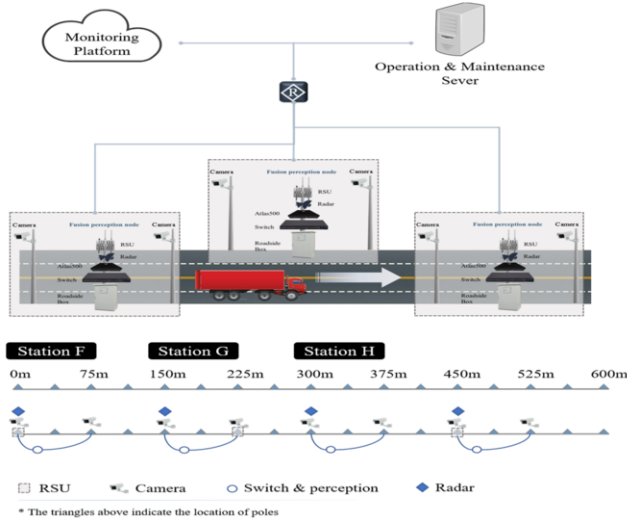 Monitoring
Platform
Operation & Maintenance
Sever
R
Camera
Fusion perception node
Camera
RSU
Radar
Atlas500
Switch
Roadside
Box
Camera
Fusion perception node
Camera
RSU
Radar
Atlas500
Switch
Roadside
Box
Camera
Fusion perception node
Camera
RSU
Radar
Atlas500
Switch
Roadside
Box
Station F
Station G
Station H
0m 75m 150m 225m 300m 375m 450m 525m 600m
RSU Camera Switch & perception Radar
* The triangles above indicate the location of poles